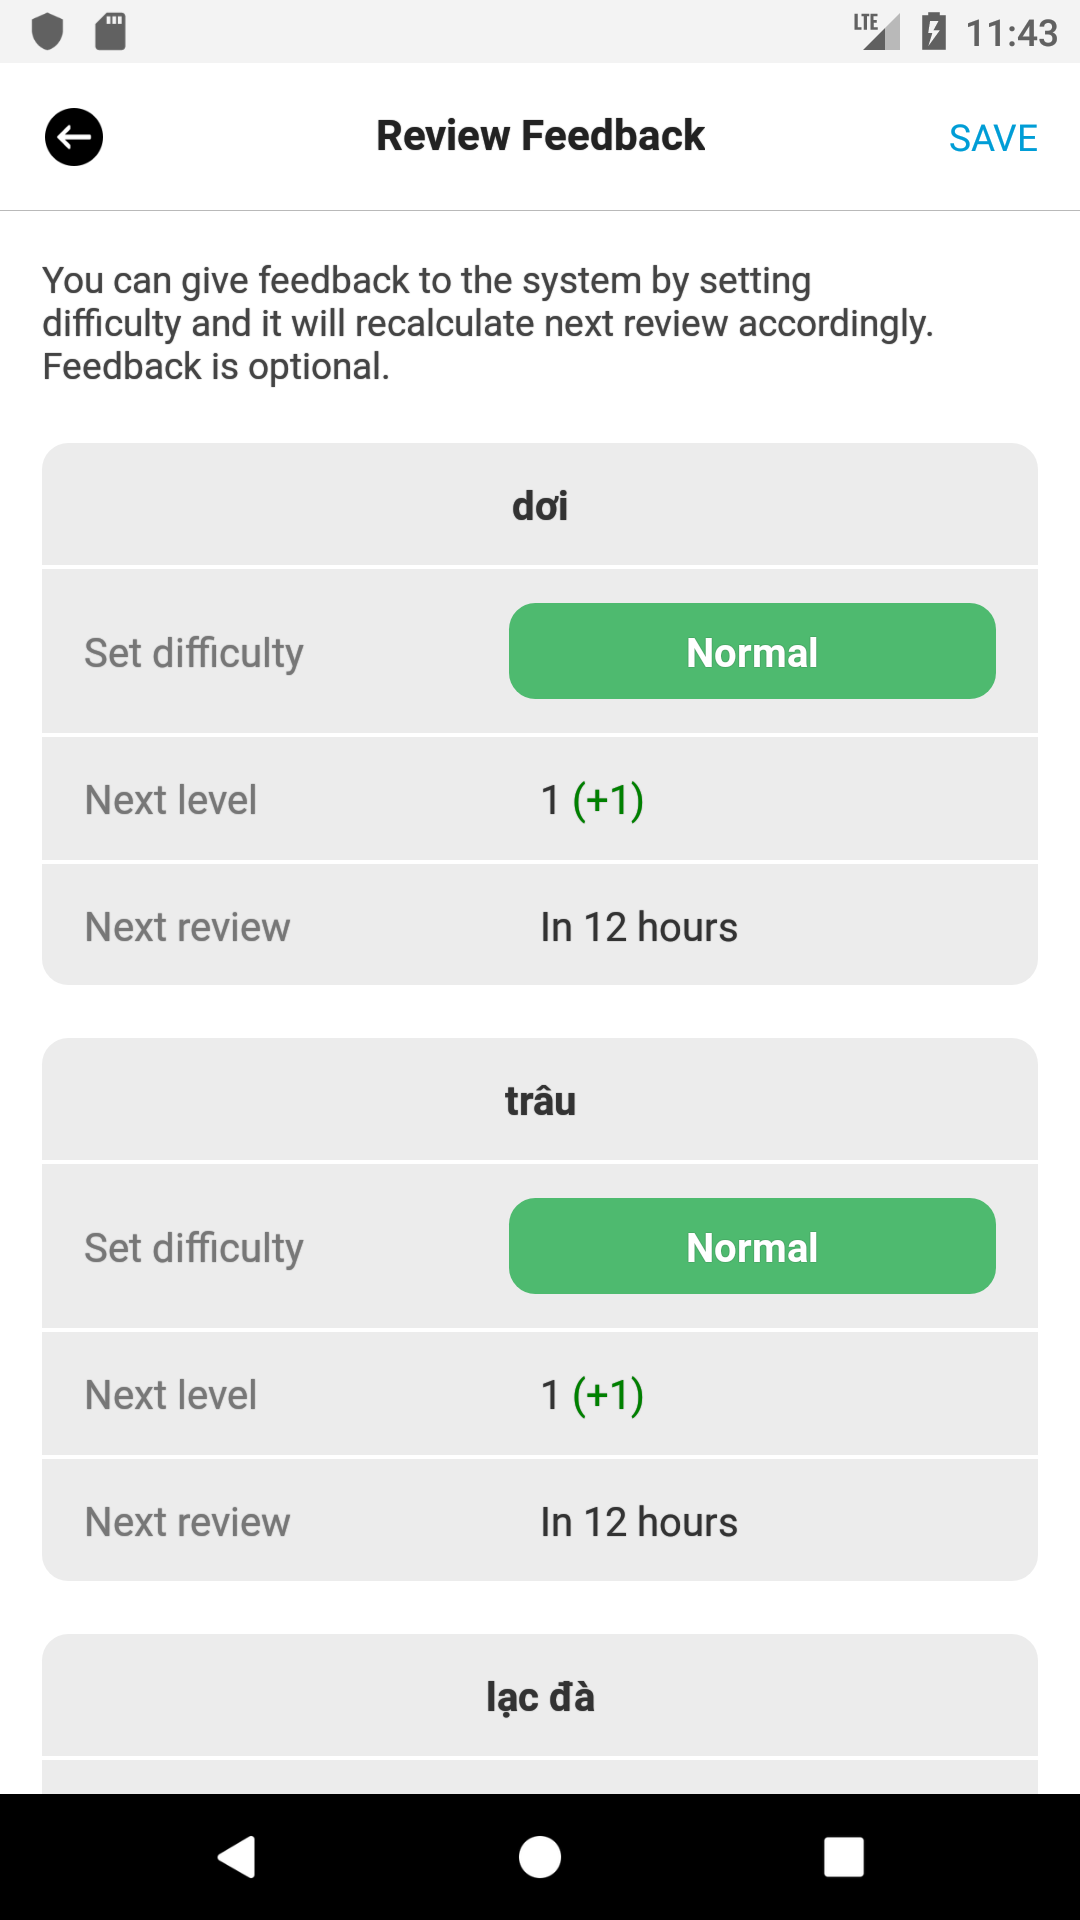 LTE 11:43
Review Feedback
SAVE
You can give feedback to the system by setting
difficulty and it will recalculate next review accordingly.
Feedback is optional.
dơi
Set difficulty
Normal
Next level
1 (+1)
Next review
In 12 hours
trâu
Set difficulty
Normal
Next level
1 (+1)
Next review
In 12 hours
lạc đà